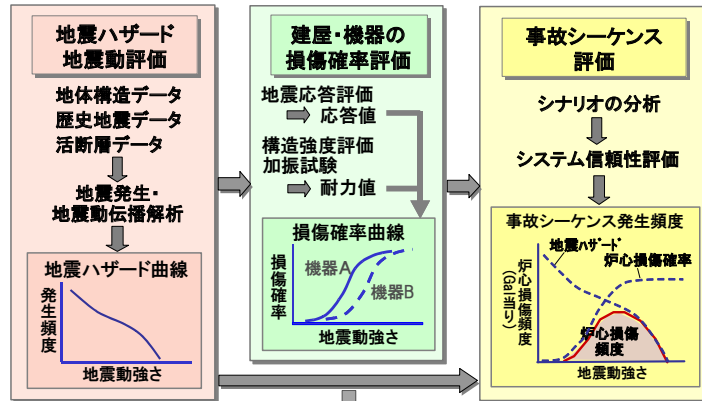 地震ハザード
地震動評価
地体構造データ
歴史地震データ
活断層データ
地震発生・
地震動伝播解析
地震ハザード曲線
発生頻度
地震動強さ
建屋・機器の
損傷確率評価
地震応答評価
応答値
構造強度評価
加振試験
耐力値
損傷確率曲線
損傷確率
機器A
機器B
地震動強さ
事故シーケンス
評価
シナリオの分析
システム信頼性評価
事故シーケンス発生頻度
地震ハザード
炉心損傷確率
炉心損傷頻度
(Gal当り)
炉心損傷
頻度
地震動強さ